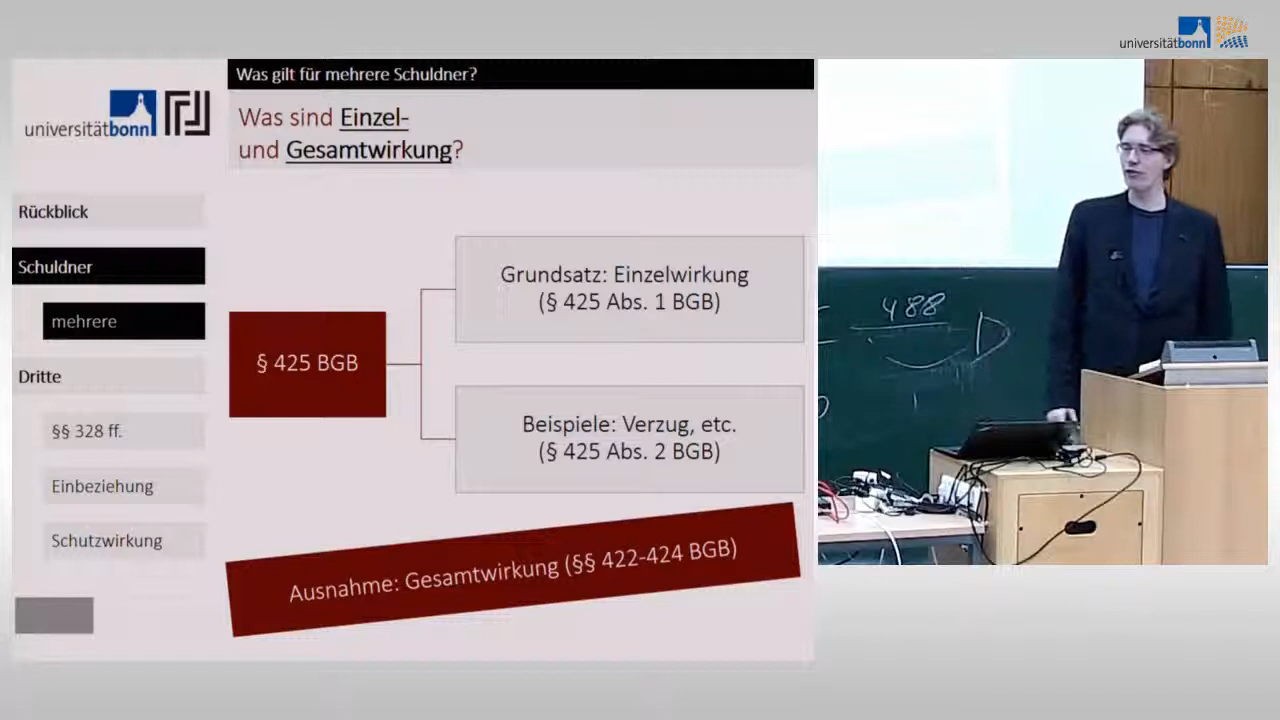 universitätbonn
Was gilt für mehrere Schuldner?
universitätbonn
Was sind Einzel-
und Gesamtwirkung?
Rückblick
Schuldner
mehrere
Dritte
§§ 328 ff.
Einbeziehung
Schutzwirkung
§ 425 BGB
Grundsatz: Einzelwirkung
(§ 425 Abs. 1 BGB)
Beispiele: Verzug, etc.
(§ 425 Abs. 2 BGB)
Ausnahme: Gesamtwirkung (§§ 422-424 BGB)
488